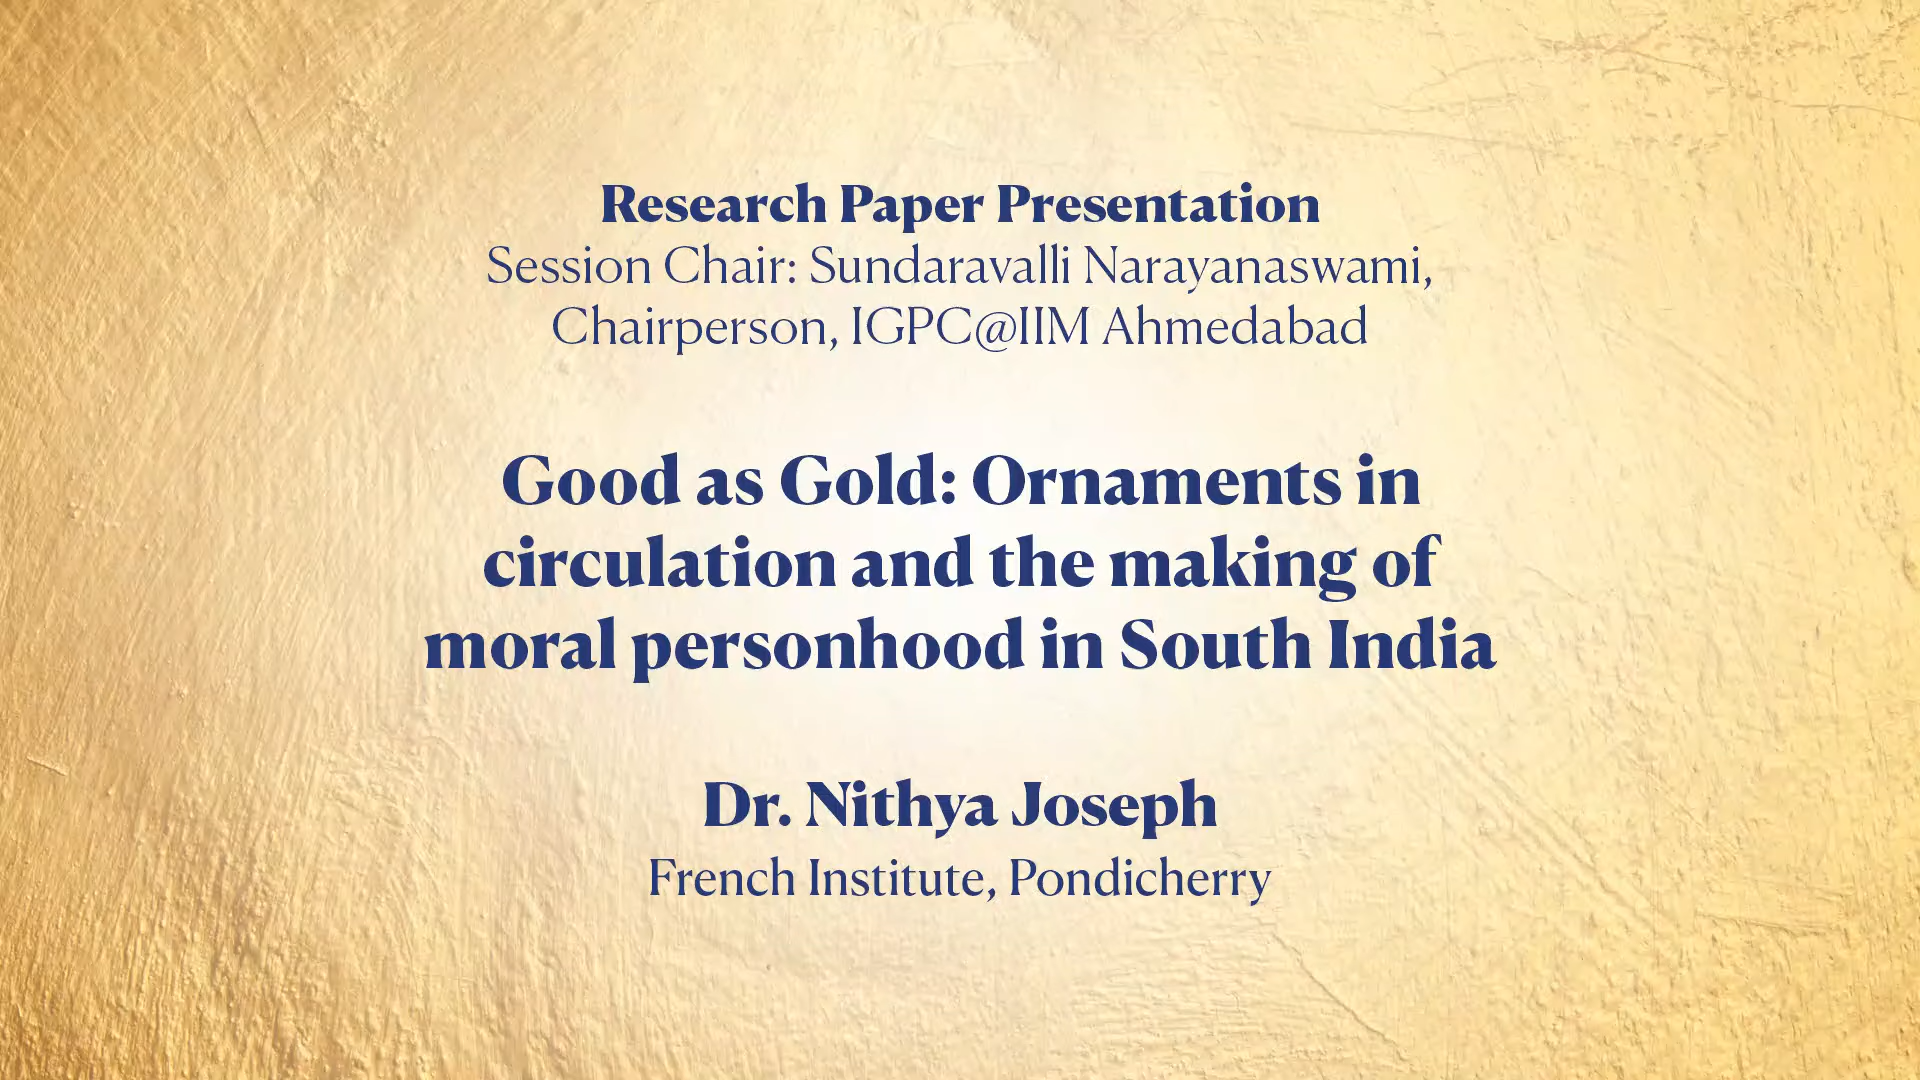 Research Paper Presentation
Session Chair: Sundaravalli Narayanaswami,
Chairperson, IGPC@IIM Ahmedabad
Good as Gold: Ornaments in
circulation and the making of
moral personhood in South India
Dr. Nithya Joseph
French Institute, Pondicherry